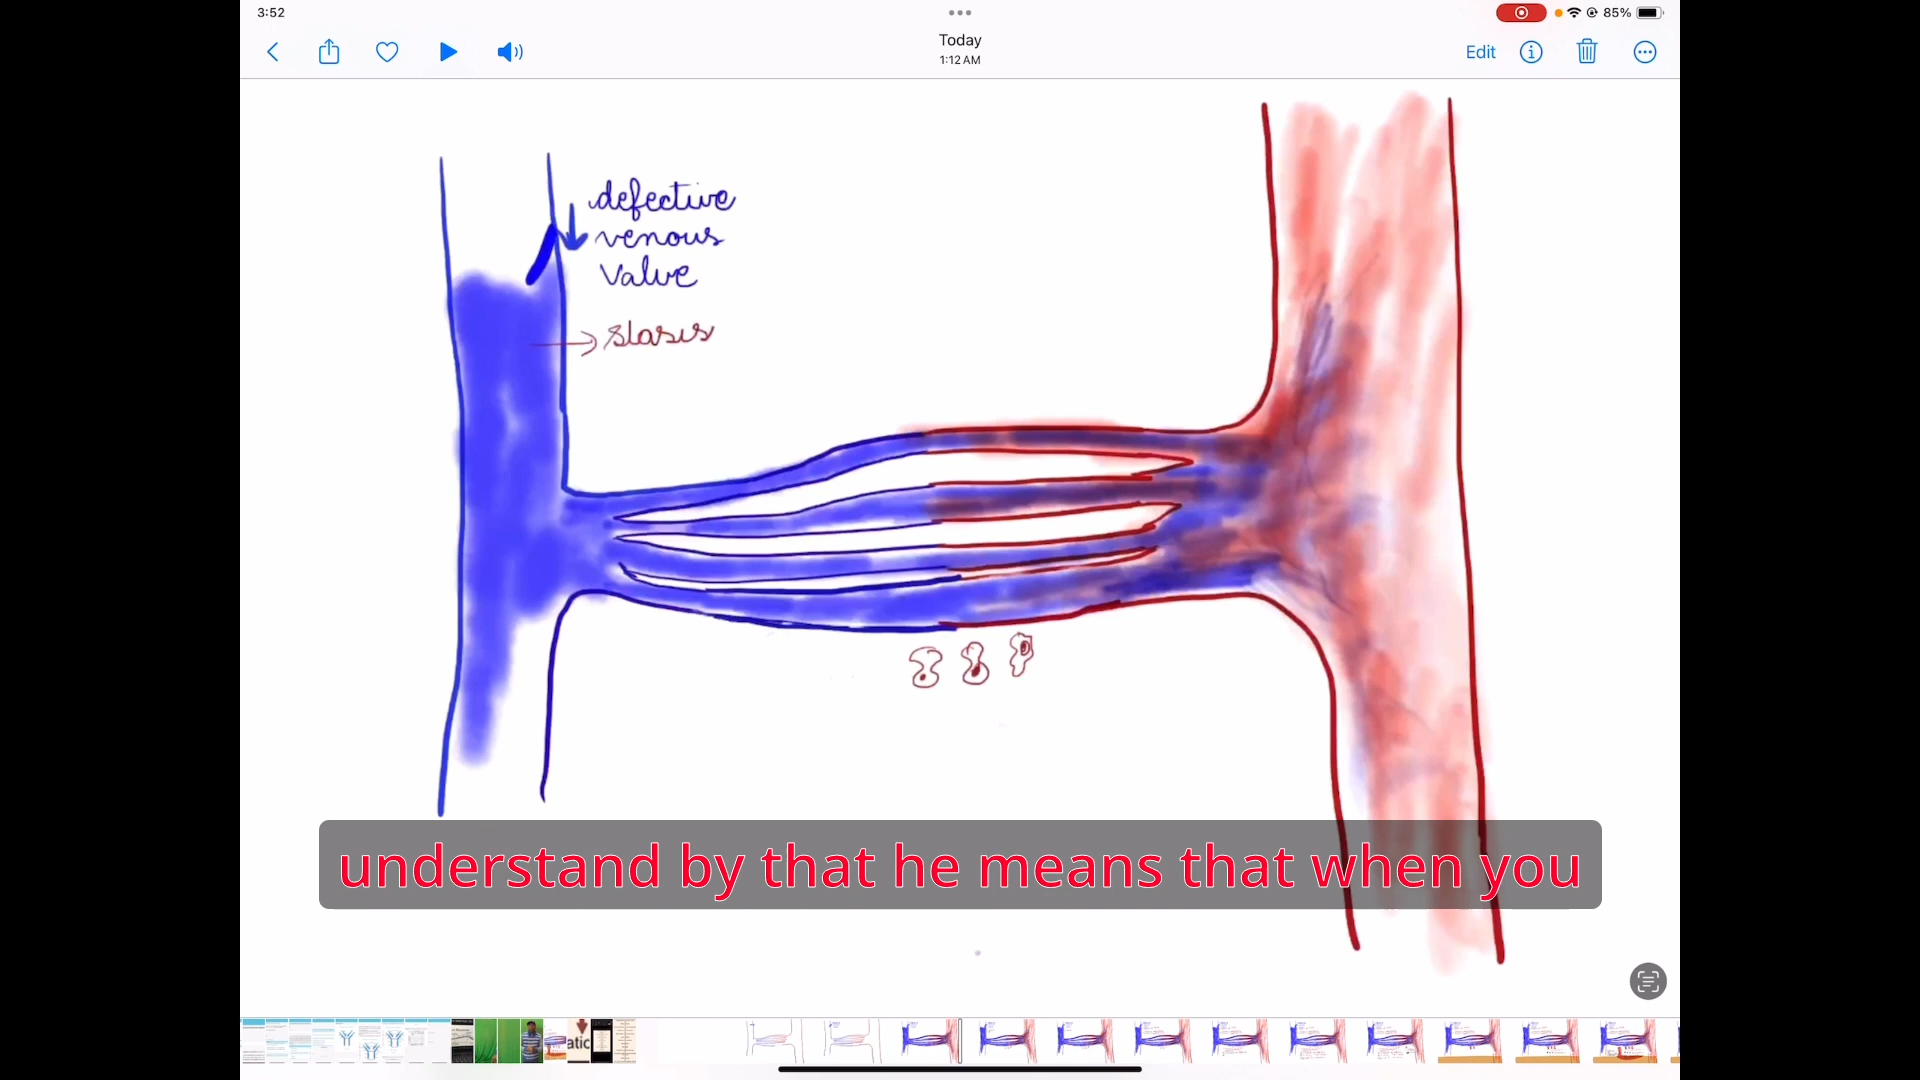 3:52
85%
Today
1:12 AM
Edit
defective
venous
valve
stasis
understand by that he means that when you
atic